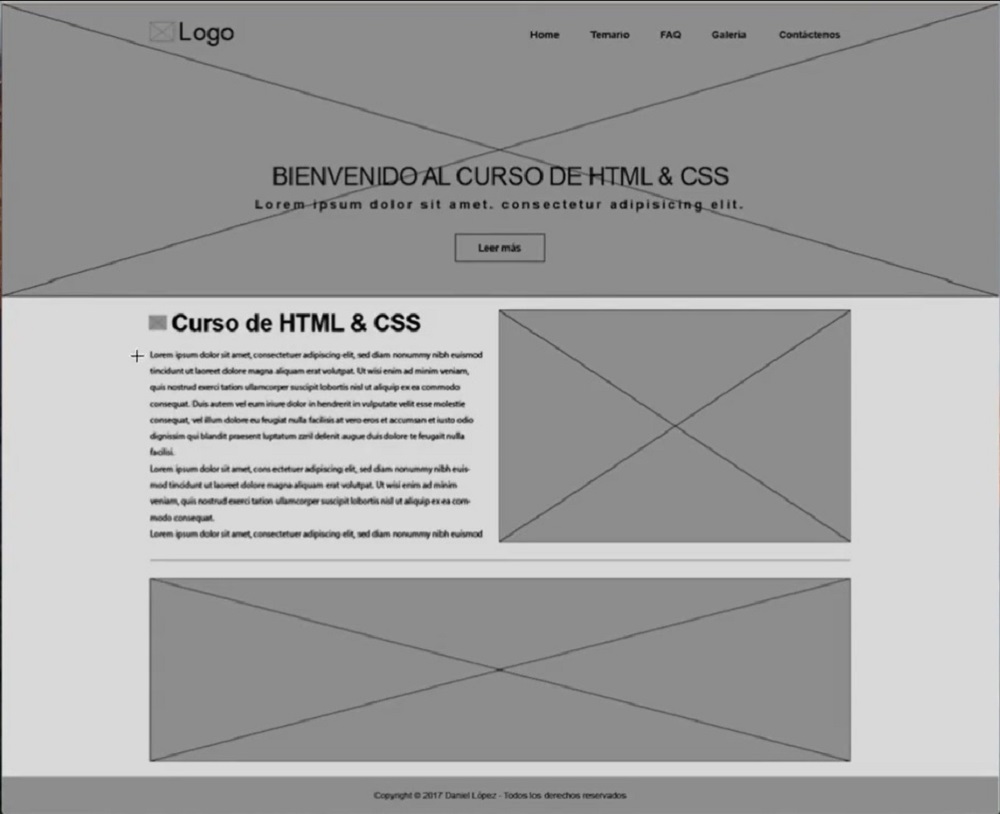 Logo
Home Temario FAQ Galería Contáctenos
BIENVENIDO AL CURSO DE HTML & CSS
Lorem ipsum dolor sit amet. consectetur adipisicing elit.
Leer más
Curso de HTML & CSS
Lorem ipsum dolor sit amet, consectetuer adipiscing elit, sed diam nonummy nibh euismod
tincidunt ut laoreet dolore magna aliquam erat volutpat. Ut wisi enim ad minim veniam,
quis nostrud exerci tation ullamcorper suscipit lobortis nisl ut aliquip ex ea commodo
consequat. Duis autem vel eum iriure dolor in hendrerit in vulputate velit esse molestie
consequat, vel illum dolore eu feugiat nulla facilisis at vero eros et accumsan et iusto odio
dignissim qui blandit praesent luptatum zzril delenit augue duis dolore te feugait nulla
facilisi.
Lorem ipsum dolor sit amet, cons ectetuer adipiscing elit, sed diam nonummy nibh euis-
mod tincidunt ut laoreet dolore magna aliquam erat volutpat. Ut wisi enim ad minim
veniam, quis nostrud exerci tation ullamcorper suscipit lobortis nisl ut aliquip ex ea com-
modo consequat.
Lorem ipsum dolor sit amet, consectetuer adipiscing elit, sed diam nonummy nibh euismod
Copyright © 2017 Daniel López - Todos los derechos reservados